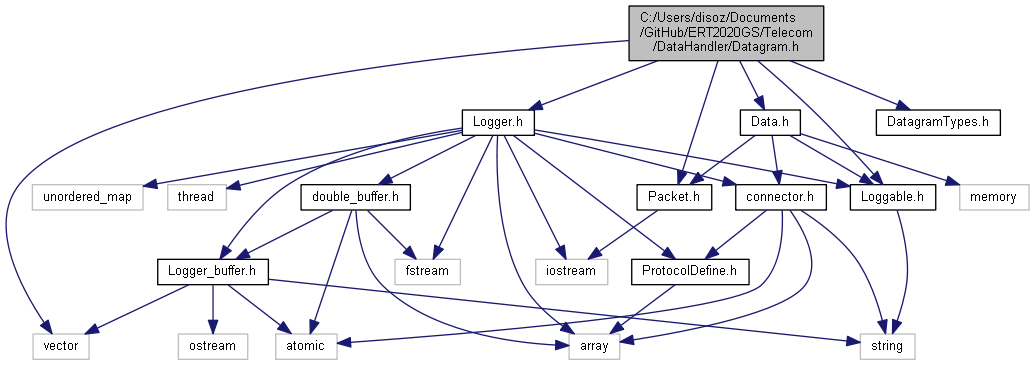 C:/Users/disoz/Documents
/GitHub/ERT2020GS/Telecom
/DataHandler/Datagram.h
Logger.h
Data.h
DatagramTypes.h
unordered_map
thread
double_buffer.h
Packet.h
connector.h
Loggable.h
memory
Logger_buffer.h
fstream
iostream
ProtocolDefine.h
vector
ostream
atomic
array
string